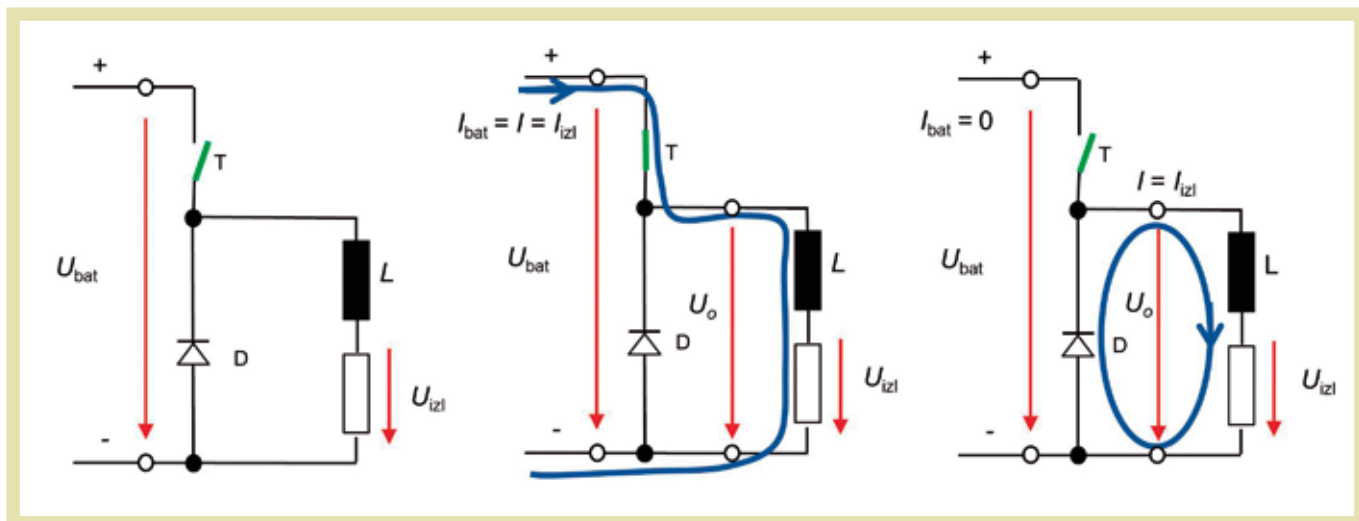 +
T
U_bat
L
D
U_izl
-
+
I_bat = I = I_izl
T
U_bat
L
U_o
D
U_izl
-
+
I_bat = 0
T
I = I_izl
U_bat
L
U_o
D
U_izl
-